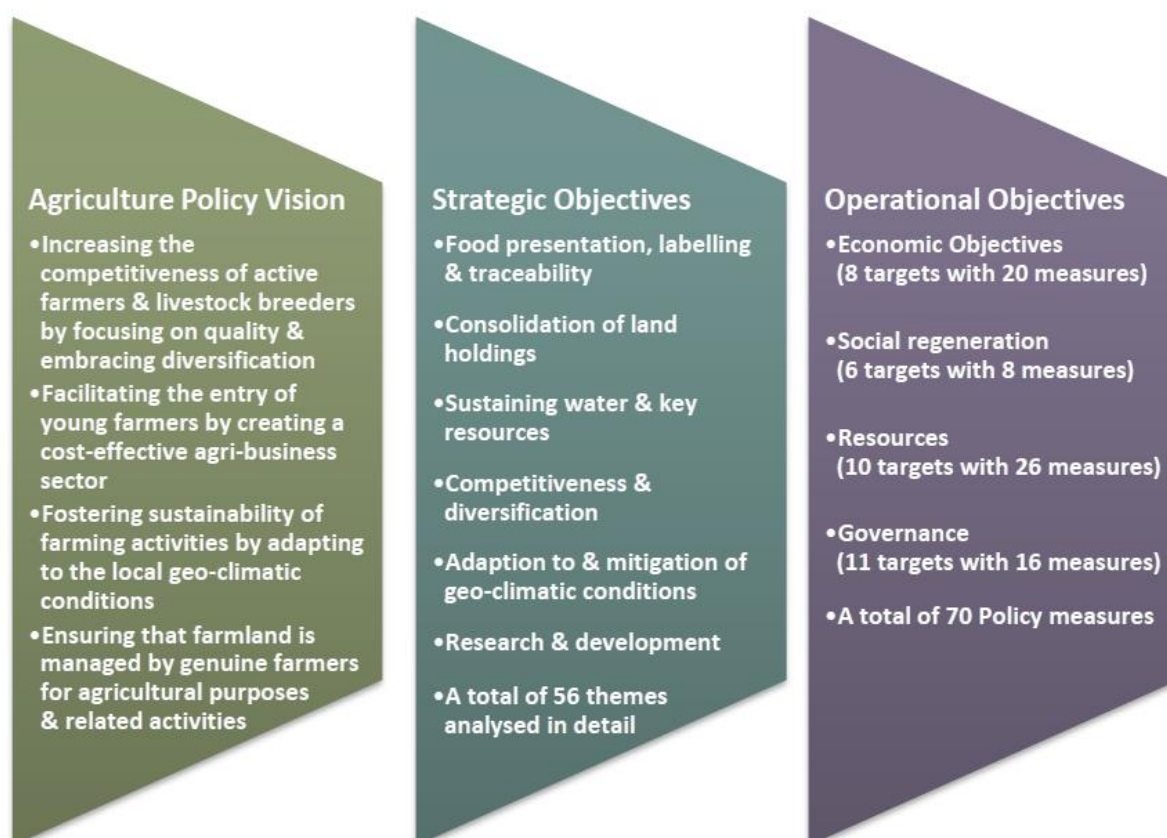 Agriculture Policy Vision
•Increasing the
competitiveness of active
farmers & livestock breeders
by focusing on quality &
embracing diversification
•Facilitating the entry of
young farmers by creating a
cost-effective agri-business
sector
•Fostering sustainability of
farming activities by adapting
to the local geo-climatic
conditions
•Ensuring that farmland is
managed by genuine farmers
for agricultural purposes
& related activities
Strategic Objectives
•Food presentation, labelling
& traceability
•Consolidation of land
holdings
•Sustaining water & key
resources
•Competitiveness &
diversification
•Adaption to & mitigation of
geo-climatic conditions
•Research & development
•A total of 56 themes
analysed in detail
Operational Objectives
•Economic Objectives
(8 targets with 20 measures)
•Social regeneration
(6 targets with 8 measures)
•Resources
(10 targets with 26 measures)
•Governance
(11 targets with 16 measures)
•A total of 70 Policy measures